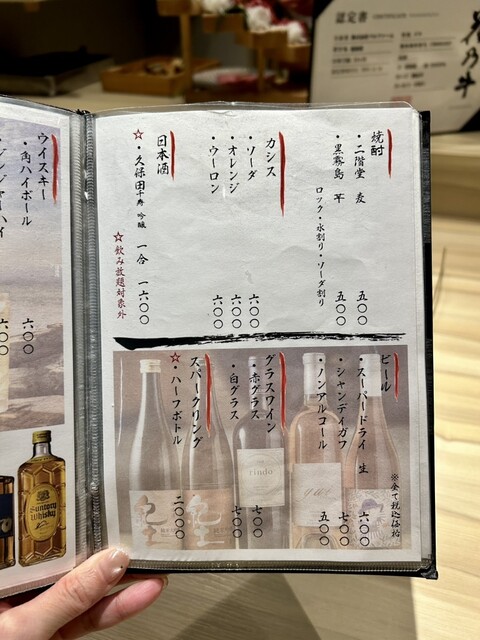 認定書
焼酎
・二階堂 麦 五〇〇
・黒霧島 芋 五〇〇
ロック・水割り・ソーダ割り
カシス
・ソーダ 六〇〇
・オレンジ 六〇〇
・ウーロン 六〇〇
日本酒
☆・久保田千寿 吟醸 一合 一六〇〇
☆飲み放題対象外
※全て税込価格
ビール
・スーパードライ 生 六〇〇
・シャンディガフ 七〇〇
・ノンアルコール 五〇〇
グラスワイン
・赤グラス 七〇〇
・白グラス 七〇〇
スパークリング
☆・ハーフボトル 二〇〇〇
rindo
ウイスキー
・角ハイボール 六〇〇
Suntory
Whisky